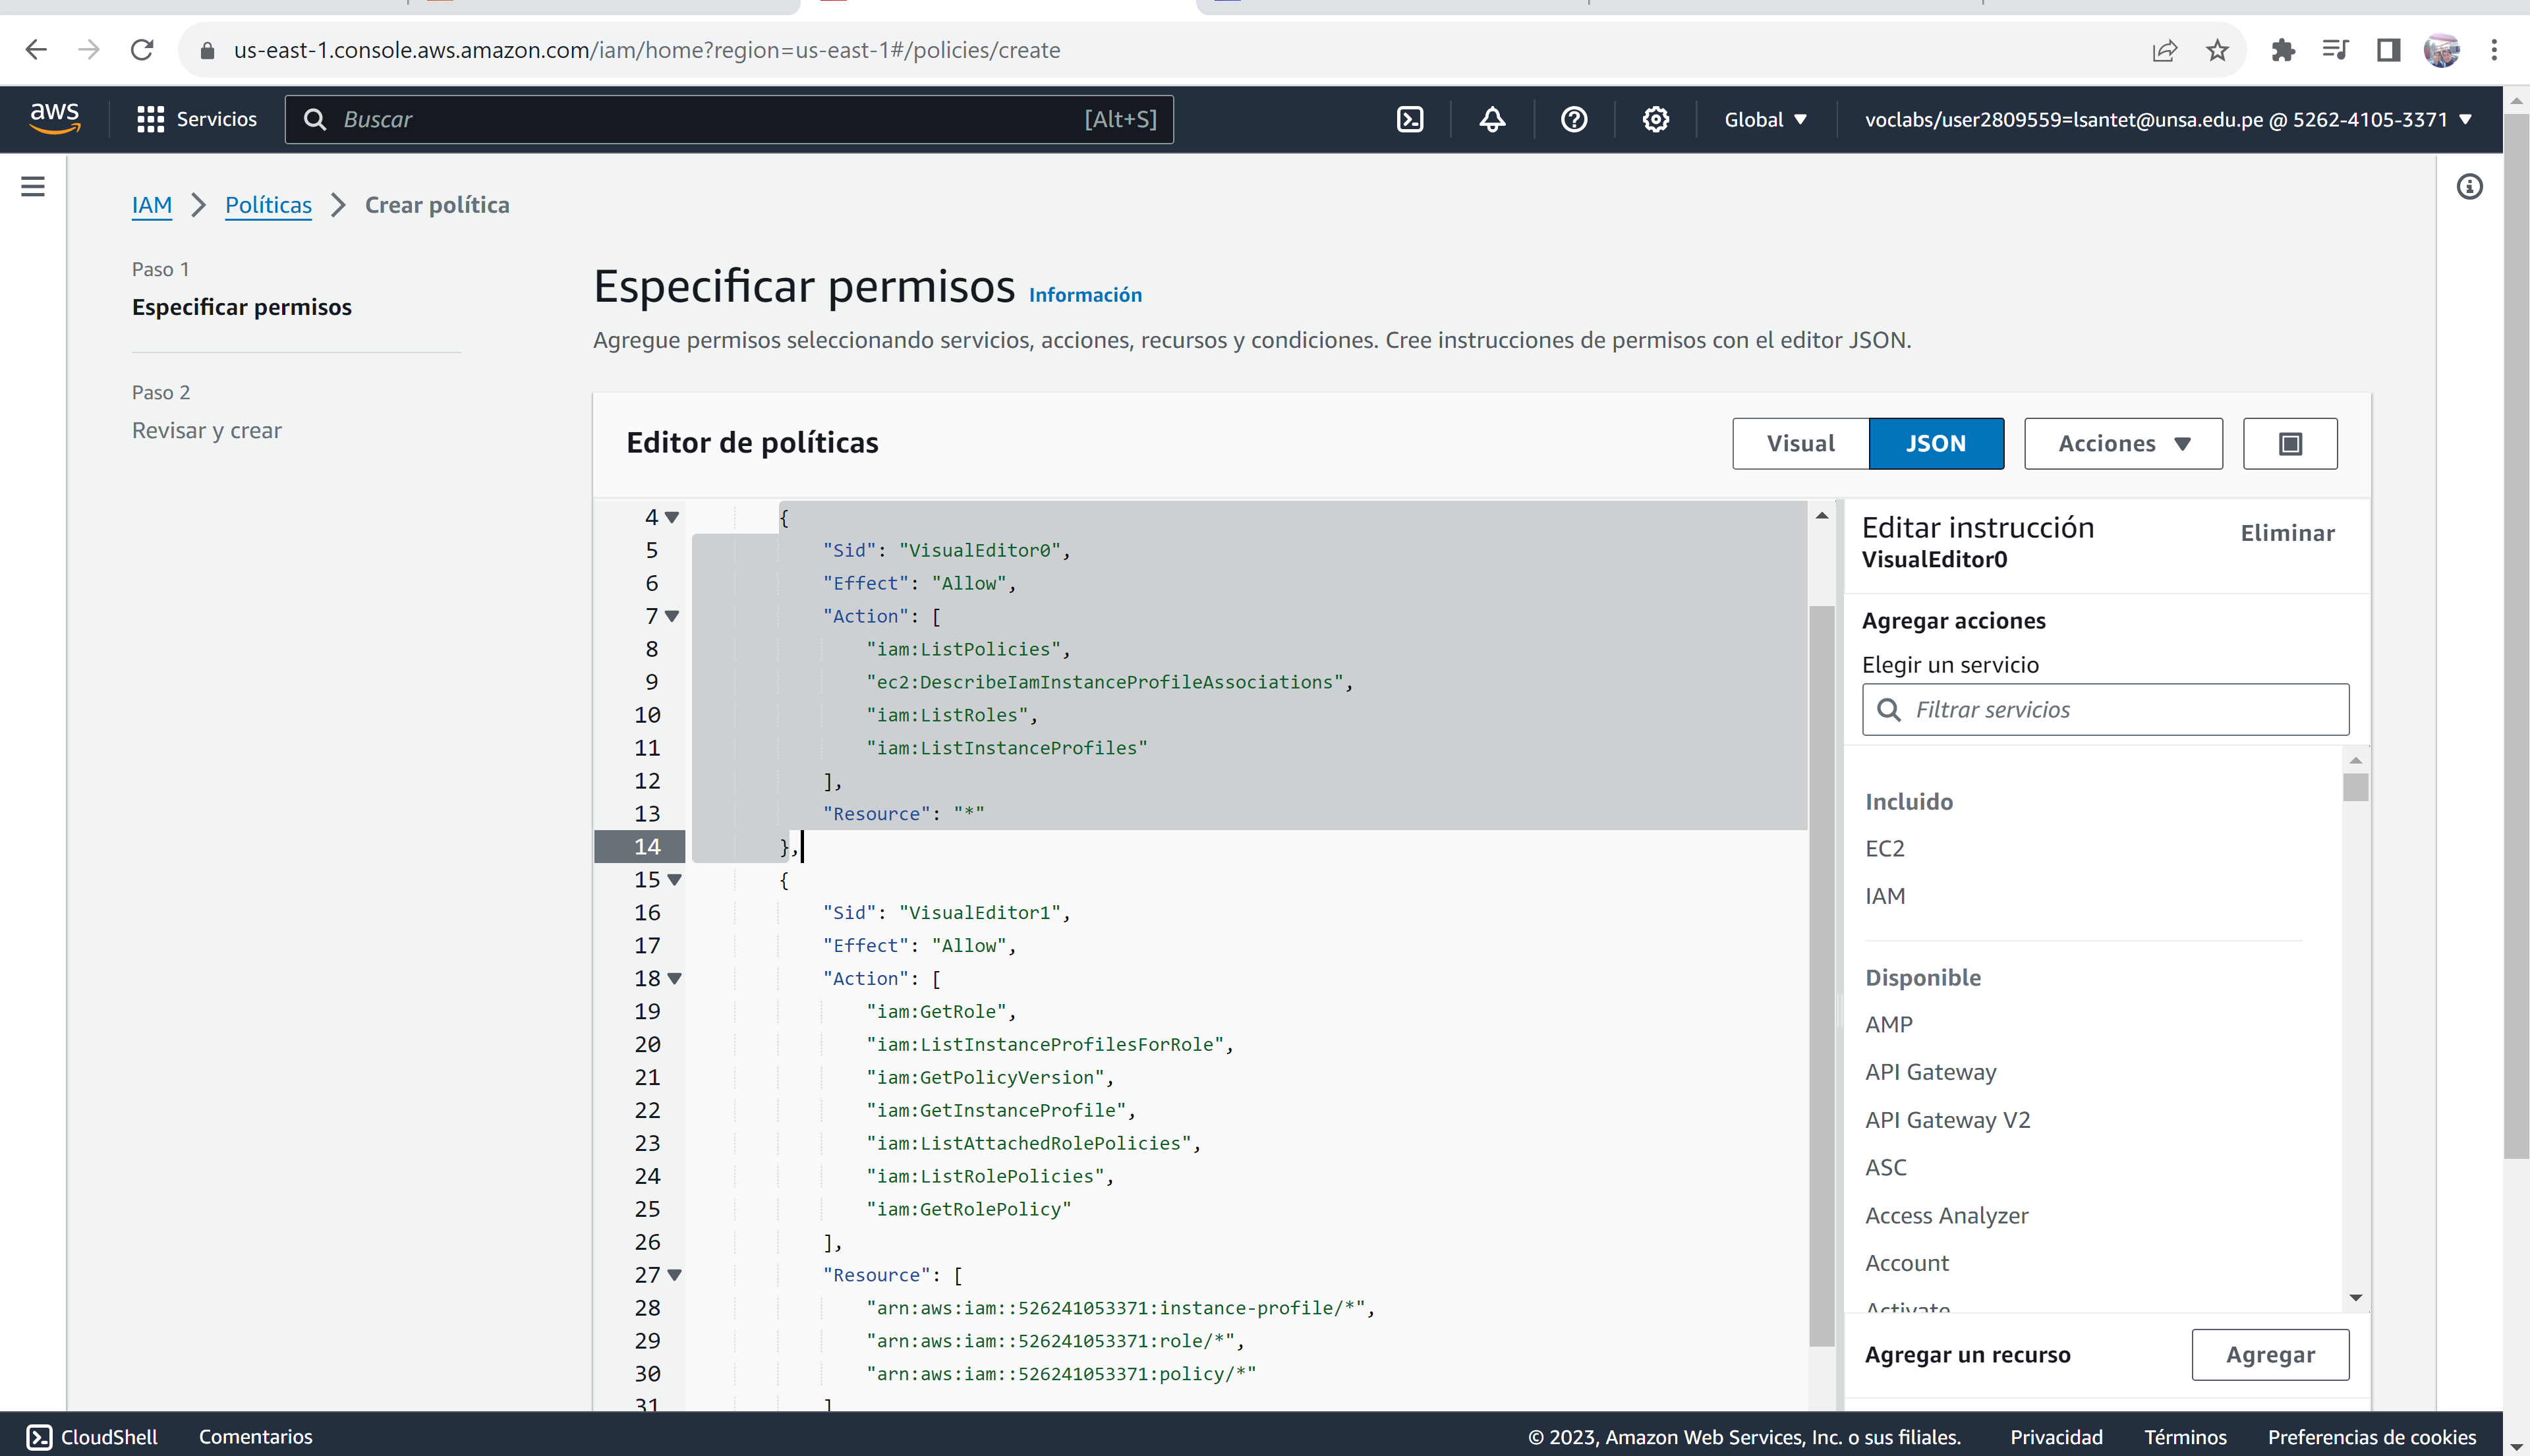 us-east-1.console.aws.amazon.com/iam/home?region=us-east-1#/policies/create
aws
Servicios
Buscar
[Alt+S]
Global
voclabs/user2809559=lsantet@unsa.edu.pe @ 5262-4105-3371
IAM
Políticas
Crear política
Paso 1
Especificar permisos
Paso 2
Revisar y crear
Especificar permisos Información
Agregue permisos seleccionando servicios, acciones, recursos y condiciones. Cree instrucciones de permisos con el editor JSON.
Editor de políticas
Visual
JSON
Acciones
4 {
5 "Sid": "VisualEditor0",
6 "Effect": "Allow",
7 "Action": [
8 "iam:ListPolicies",
9 "ec2:DescribeIamInstanceProfileAssociations",
10 "iam:ListRoles",
11 "iam:ListInstanceProfiles"
12 ],
13 "Resource": "*"
14 },
15 {
16 "Sid": "VisualEditor1",
17 "Effect": "Allow",
18 "Action": [
19 "iam:GetRole",
20 "iam:ListInstanceProfilesForRole",
21 "iam:GetPolicyVersion",
22 "iam:GetInstanceProfile",
23 "iam:ListAttachedRolePolicies",
24 "iam:ListRolePolicies",
25 "iam:GetRolePolicy"
26 ],
27 "Resource": [
28 "arn:aws:iam::526241053371:instance-profile/*",
29 "arn:aws:iam::526241053371:role/*",
30 "arn:aws:iam::526241053371:policy/*"
31 ]
Editar instrucción
VisualEditor0
Eliminar
Agregar acciones
Elegir un servicio
Filtrar servicios
Incluido
EC2
IAM
Disponible
AMP
API Gateway
API Gateway V2
ASC
Access Analyzer
Account
Activate
Agregar un recurso
Agregar
CloudShell
Comentarios
© 2023, Amazon Web Services, Inc. o sus filiales.
Privacidad
Términos
Preferencias de cookies